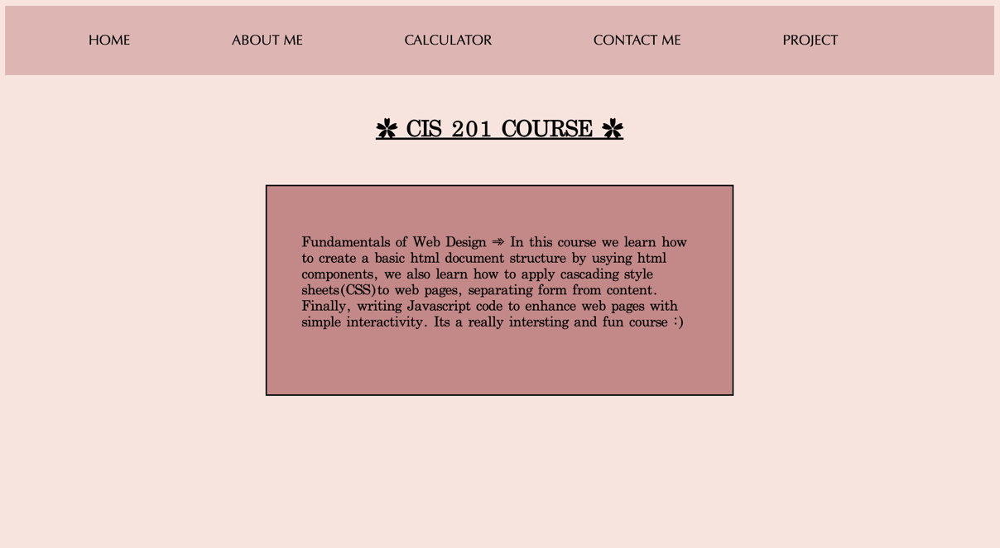 HOME ABOUT ME CALCULATOR CONTACT ME PROJECT
✽ CIS 201 COURSE ✽
Fundamentals of Web Design ⇾ In this course we learn how
to create a basic html document structure by usying html
components, we also learn how to apply cascading style
sheets(CSS)to web pages, separating form from content.
Finally, writing Javascript code to enhance web pages with
simple interactivity. Its a really intersting and fun course :)